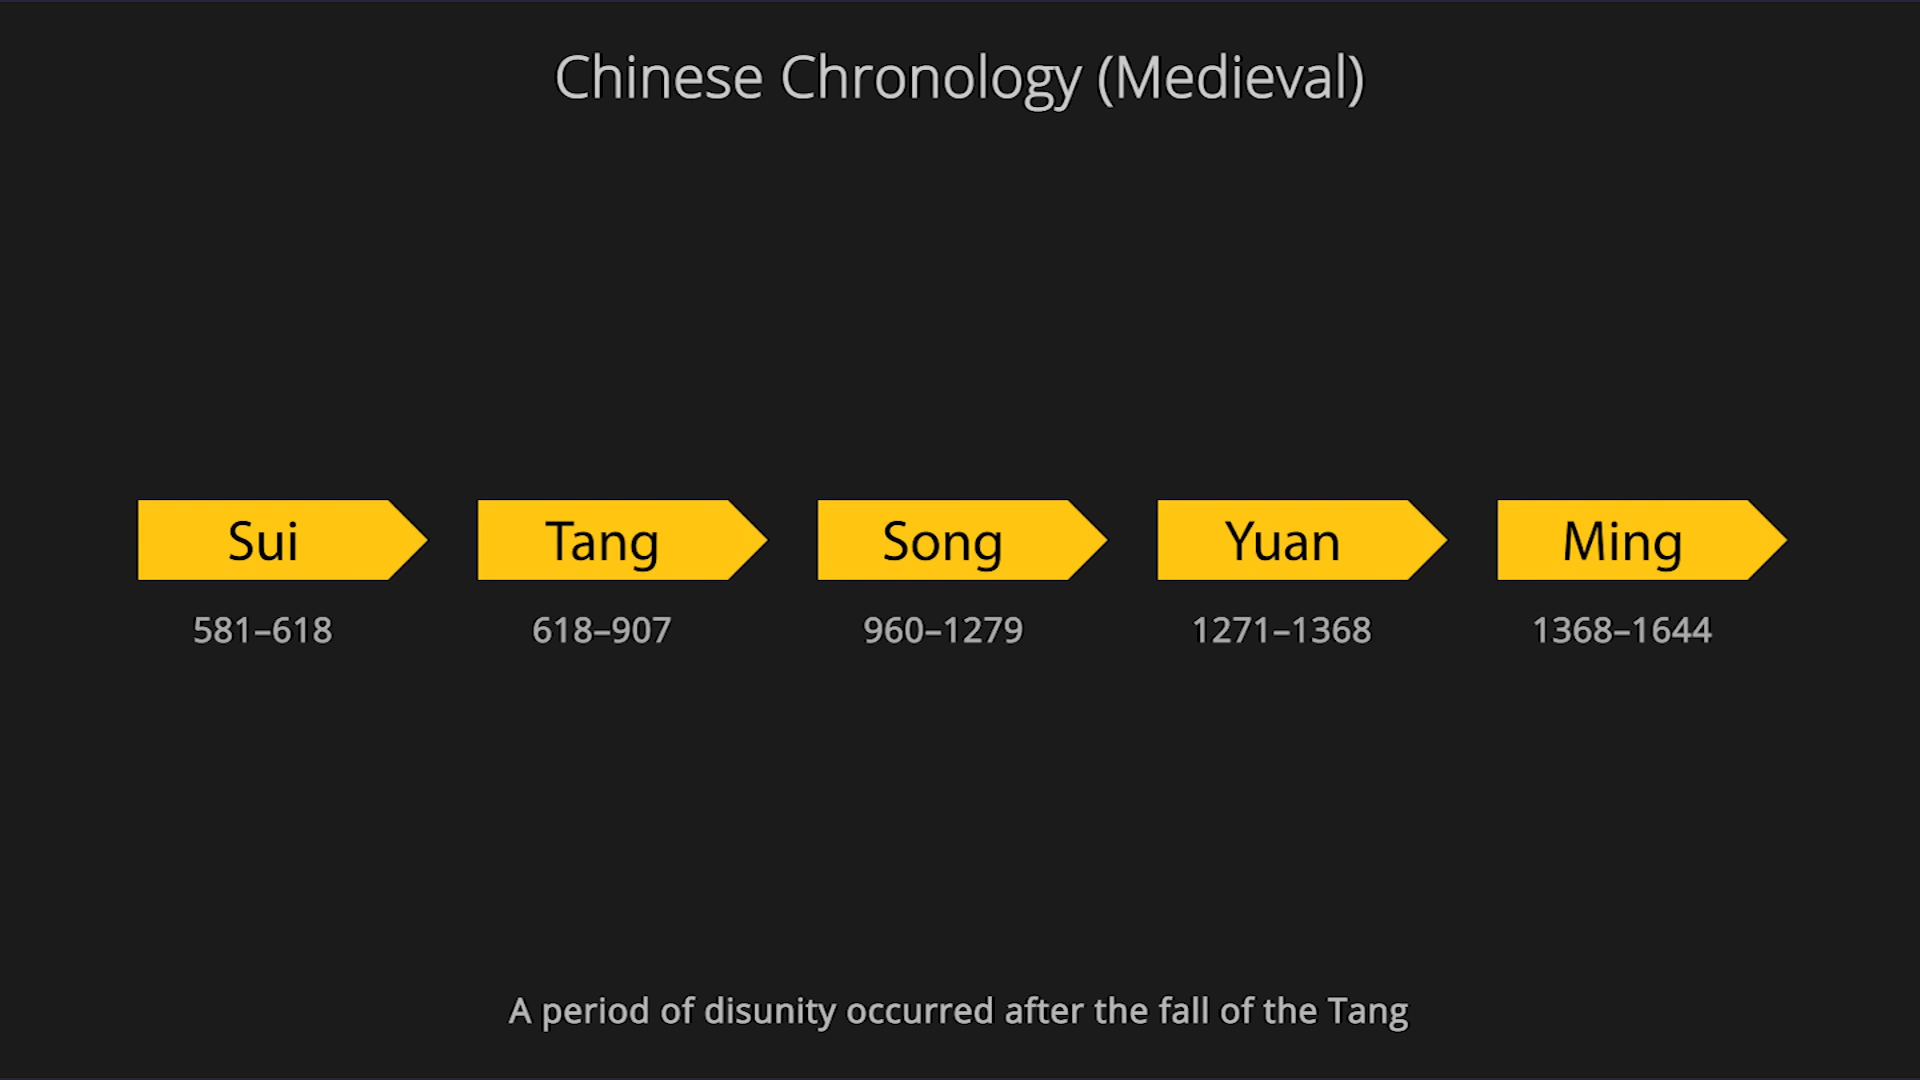 Chinese Chronology (Medieval)
Sui
Tang
Song
Yuan
Ming
581–618
618–907
960–1279
1271–1368
1368–1644
A period of disunity occurred after the fall of the Tang